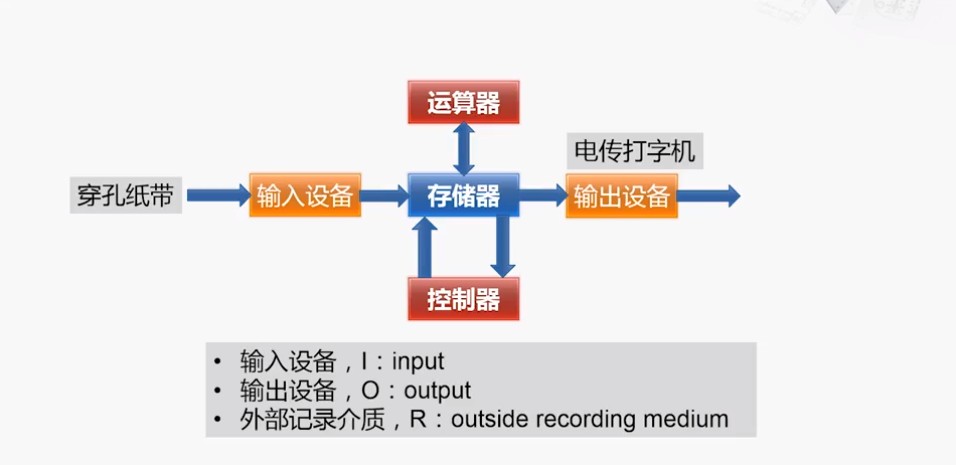 运算器
电传打字机
穿孔纸带
输入设备
存储器
输出设备
控制器
• 输入设备，I：input
• 输出设备，O：output
• 外部记录介质，R：outside recording medium